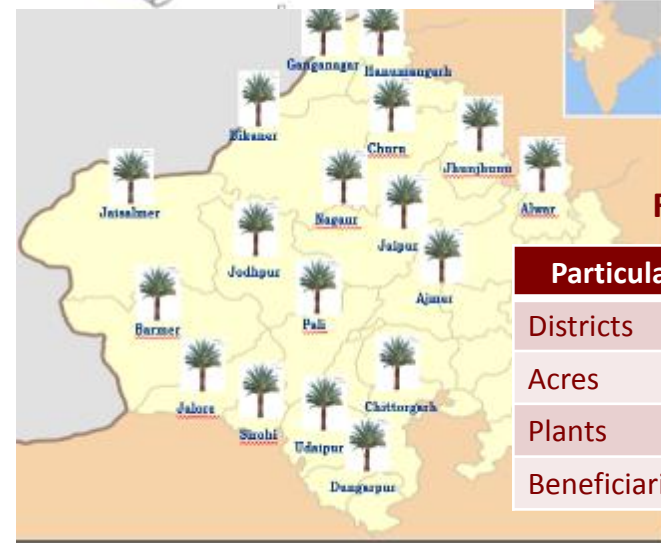 Ganganagar
Hanumangarh
Bikaner
Churu
Jhunjhunu
Jaisalmer
Nagaur
Alwar
Jaipur
Jodhpur
Ajmer
Barmer
Pali
Jalore
Sirohi
Chittorgarh
Udaipur
Dungarpur
Particula
Districts
Acres
Plants
Beneficiari